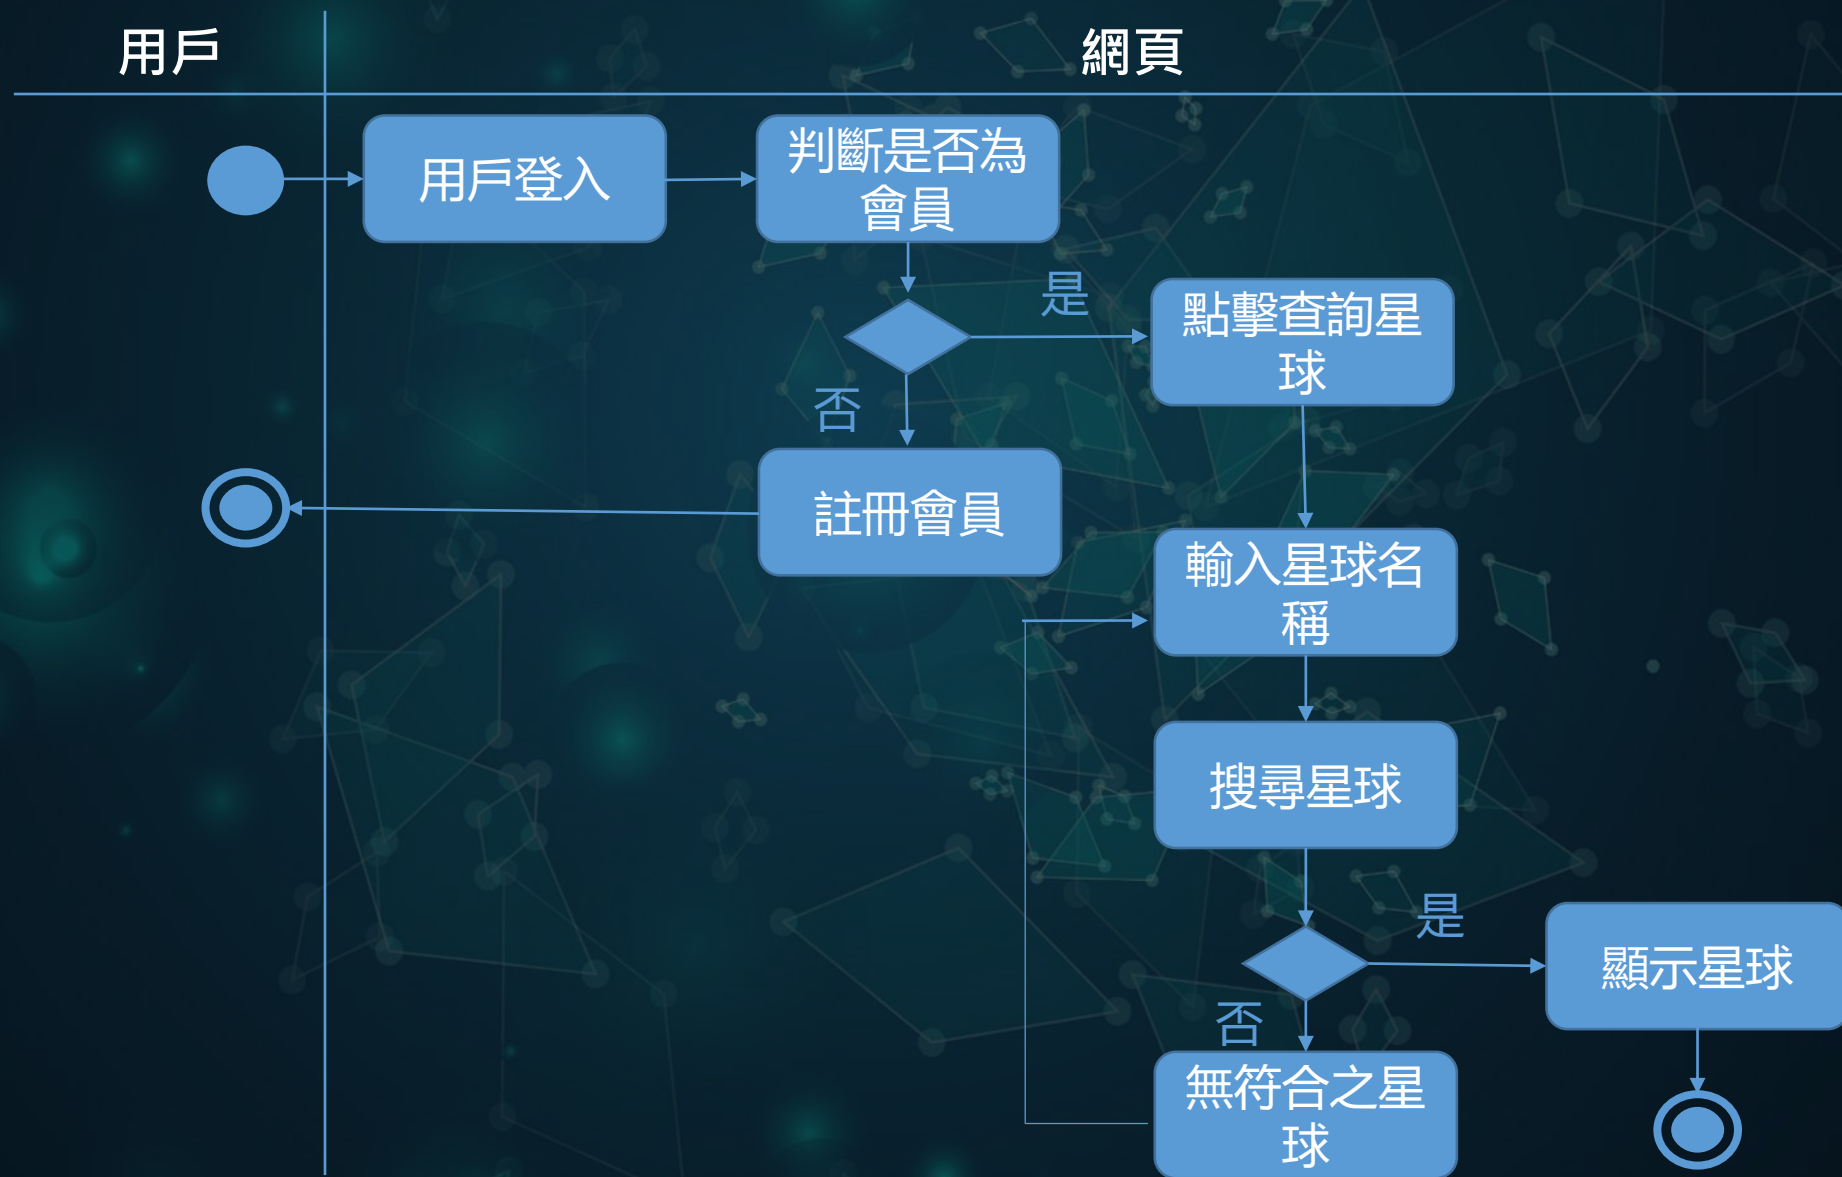 用戶
網頁
用戶登入
判斷是否為
會員
是
點擊查詢星
球
否
註冊會員
輸入星球名
稱
搜尋星球
是
顯示星球
否
無符合之星
球